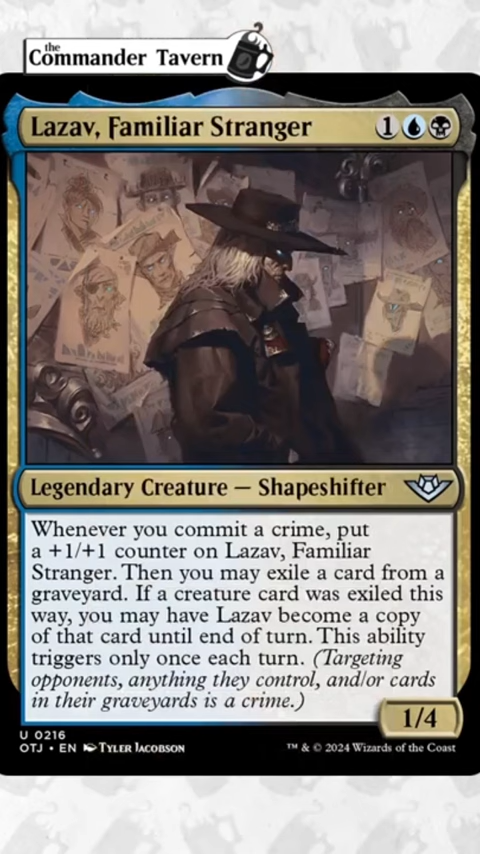 the
Commander Tavern
Lazav, Familiar Stranger 1
Legendary Creature — Shapeshifter
Whenever you commit a crime, put
a +1/+1 counter on Lazav, Familiar
Stranger. Then you may exile a card from a
graveyard. If a creature card was exiled this
way, you may have Lazav become a copy
of that card until end of turn. This ability
triggers only once each turn. (Targeting
opponents, anything they control, and/or cards
in their graveyards is a crime.)
1/4
U 0216
OTJ • EN Tyler Jacobson
™ & © 2024 Wizards of the Coast